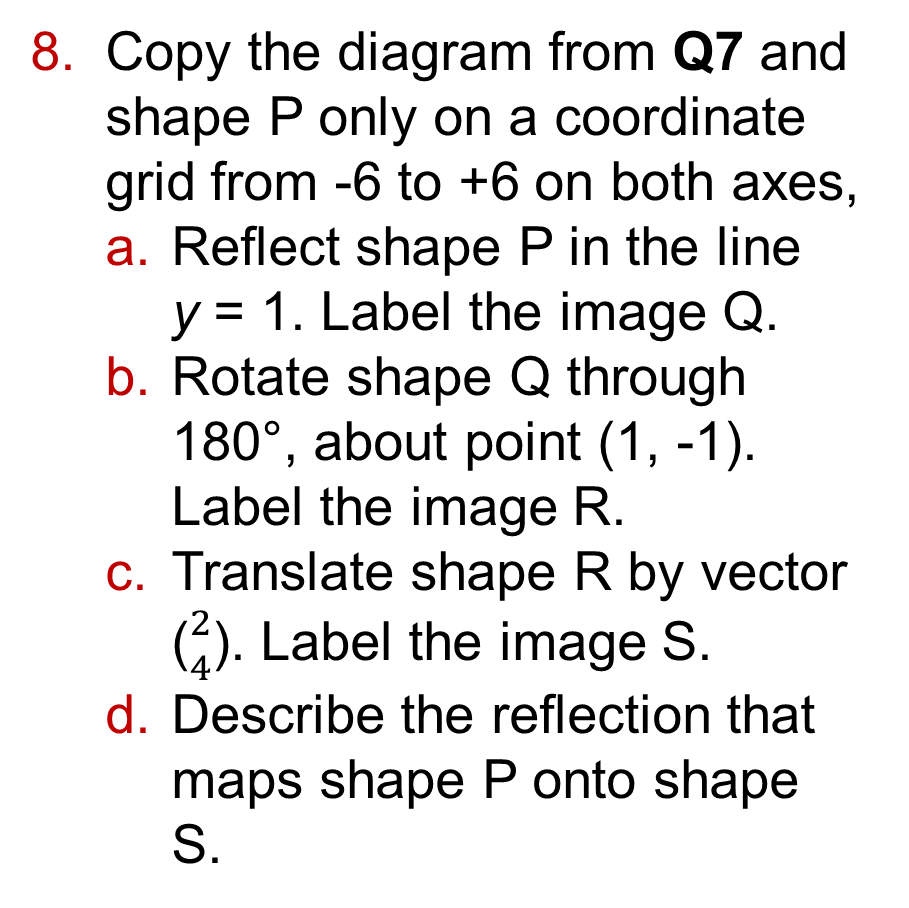 8. Copy the diagram from Q7 and
shape P only on a coordinate
grid from -6 to +6 on both axes,
a. Reflect shape P in the line
y = 1. Label the image Q.
b. Rotate shape Q through
180°, about point (1, -1).
Label the image R.
c. Translate shape R by vector
(2 4). Label the image S.
d. Describe the reflection that
maps shape P onto shape
S.